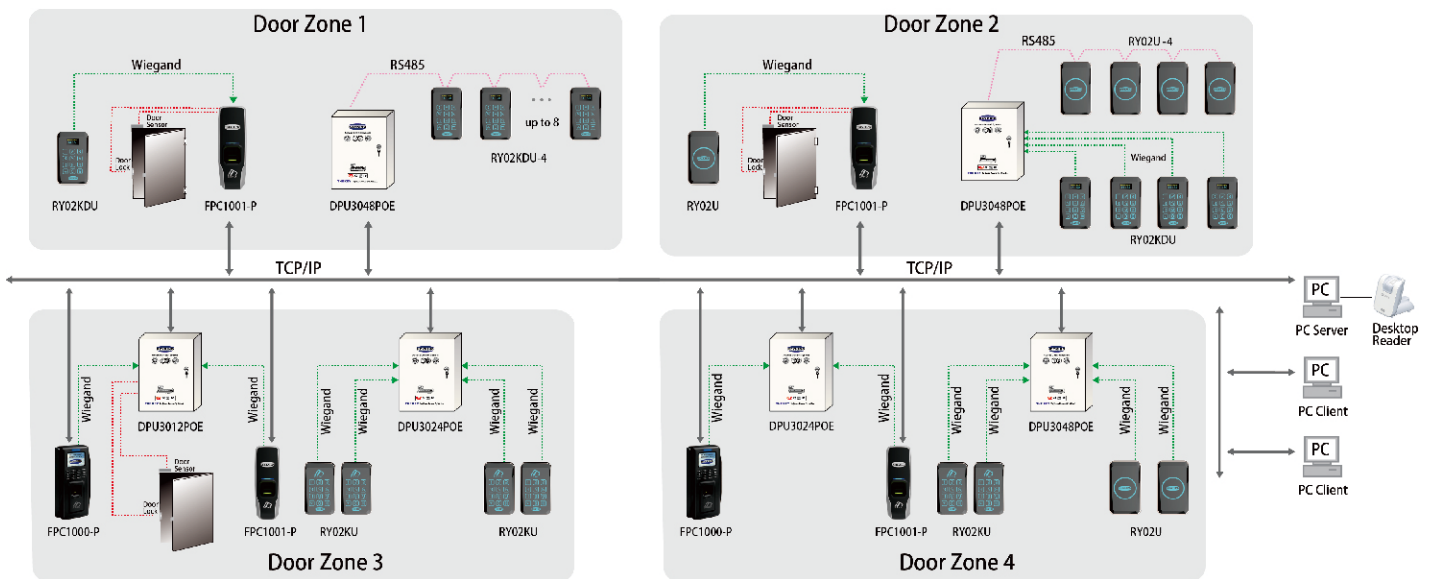 Door Zone 1
Wiegand
RS485
Door
Sensor
Door
Lock
up to 8
RY02KDU-4
RY02KDU
FPC1001-P
DPU3048POE
Door Zone 2
Wiegand
RS485
RY02U-4
Door
Sensor
Door
Lock
Wiegand
RY02U
FPC1001-P
DPU3048POE
RY02KDU
TCP/IP
TCP/IP
PC
PC Server
Desktop
Reader
PC
PC Client
PC
PC Client
Wiegand
Wiegand
Wiegand
Wiegand
Wiegand
Wiegand
DPU3012POE
DPU3024POE
Door
Sensor
Door
Lock
FPC1000-P
FPC1001-P
RY02KU
RY02KU
Door Zone 3
Wiegand
Wiegand
Wiegand
Wiegand
Wiegand
Wiegand
DPU3024POE
DPU3048POE
FPC1000-P
FPC1001-P
RY02KU
RY02U
Door Zone 4